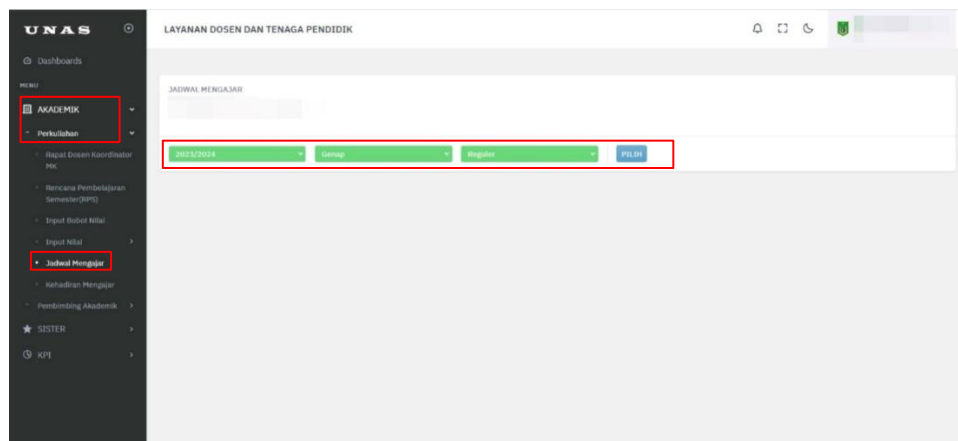 UNAS
LAYANAN DOSEN DAN TENAGA PENDIDIK
Dashboards
MENU
AKADEMIK
Perkuliahan
Rapat Dosen Koordinator
MK
Rencana Pembelajaran
Semester(RPS)
Input Bobot Nilai
Input Nilai
Jadwal Mengajar
Kehadiran Mengajar
Pembimbing Akademik
SISTER
KPI
JADWAL MENGAJAR
2023/2024
Genap
Reguler
PILIH